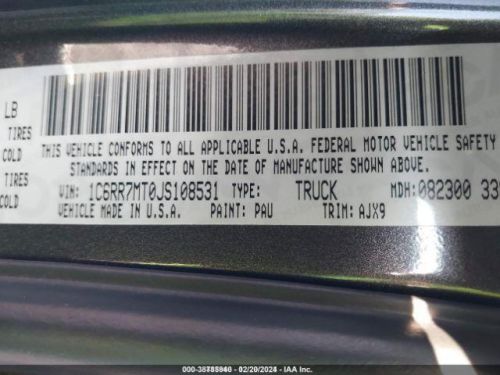 LB
TIRES
COLD
TIRES
COLD
THIS VEHICLE CONFORMS TO ALL APPLICABLE U.S.A. FEDERAL MOTOR VEHICLE SAFETY
STANDARDS IN EFFECT ON THE DATE OF MANUFACTURE SHOWN ABOVE.
VIN: 1C6RR7MT0JS108531 TYPE: TRUCK MDH: 082300 33
VEHICLE MADE IN U.S.A. PAINT: PAU TRIM: AJX9
02/20/2024 IAA Inc.